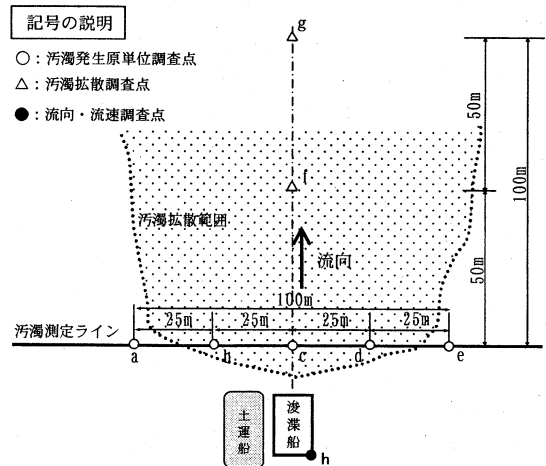 記号の説明
○：汚濁発生原単位調査点
△：汚濁拡散調査点
●：流向・流速調査点
g
50m
100m
f
汚濁拡散範囲
流向
50m
100m
25m
25m
25m
25m
汚濁測定ライン
a
b
c
d
e
土運船
浚渫船
h